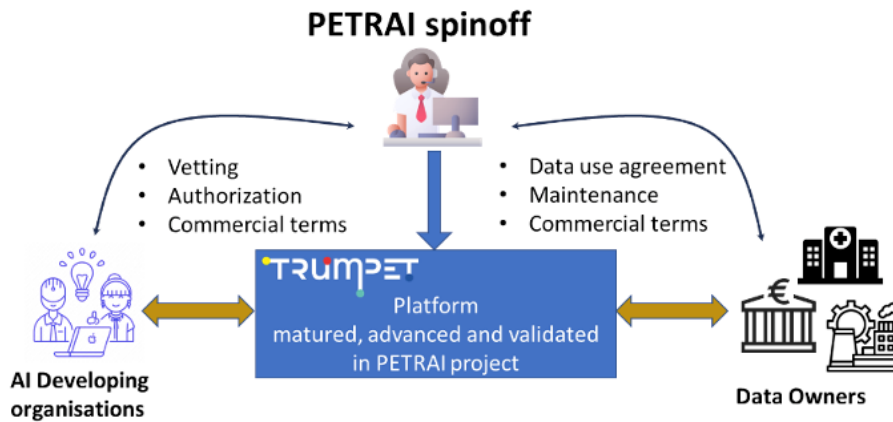 PETRAI spinoff
• Vetting
• Authorization
• Commercial terms
• Data use agreement
• Maintenance
• Commercial terms
TRUMPET
Platform
matured, advanced and validated
in PETRAI project
€
AI Developing
organisations
Data Owners